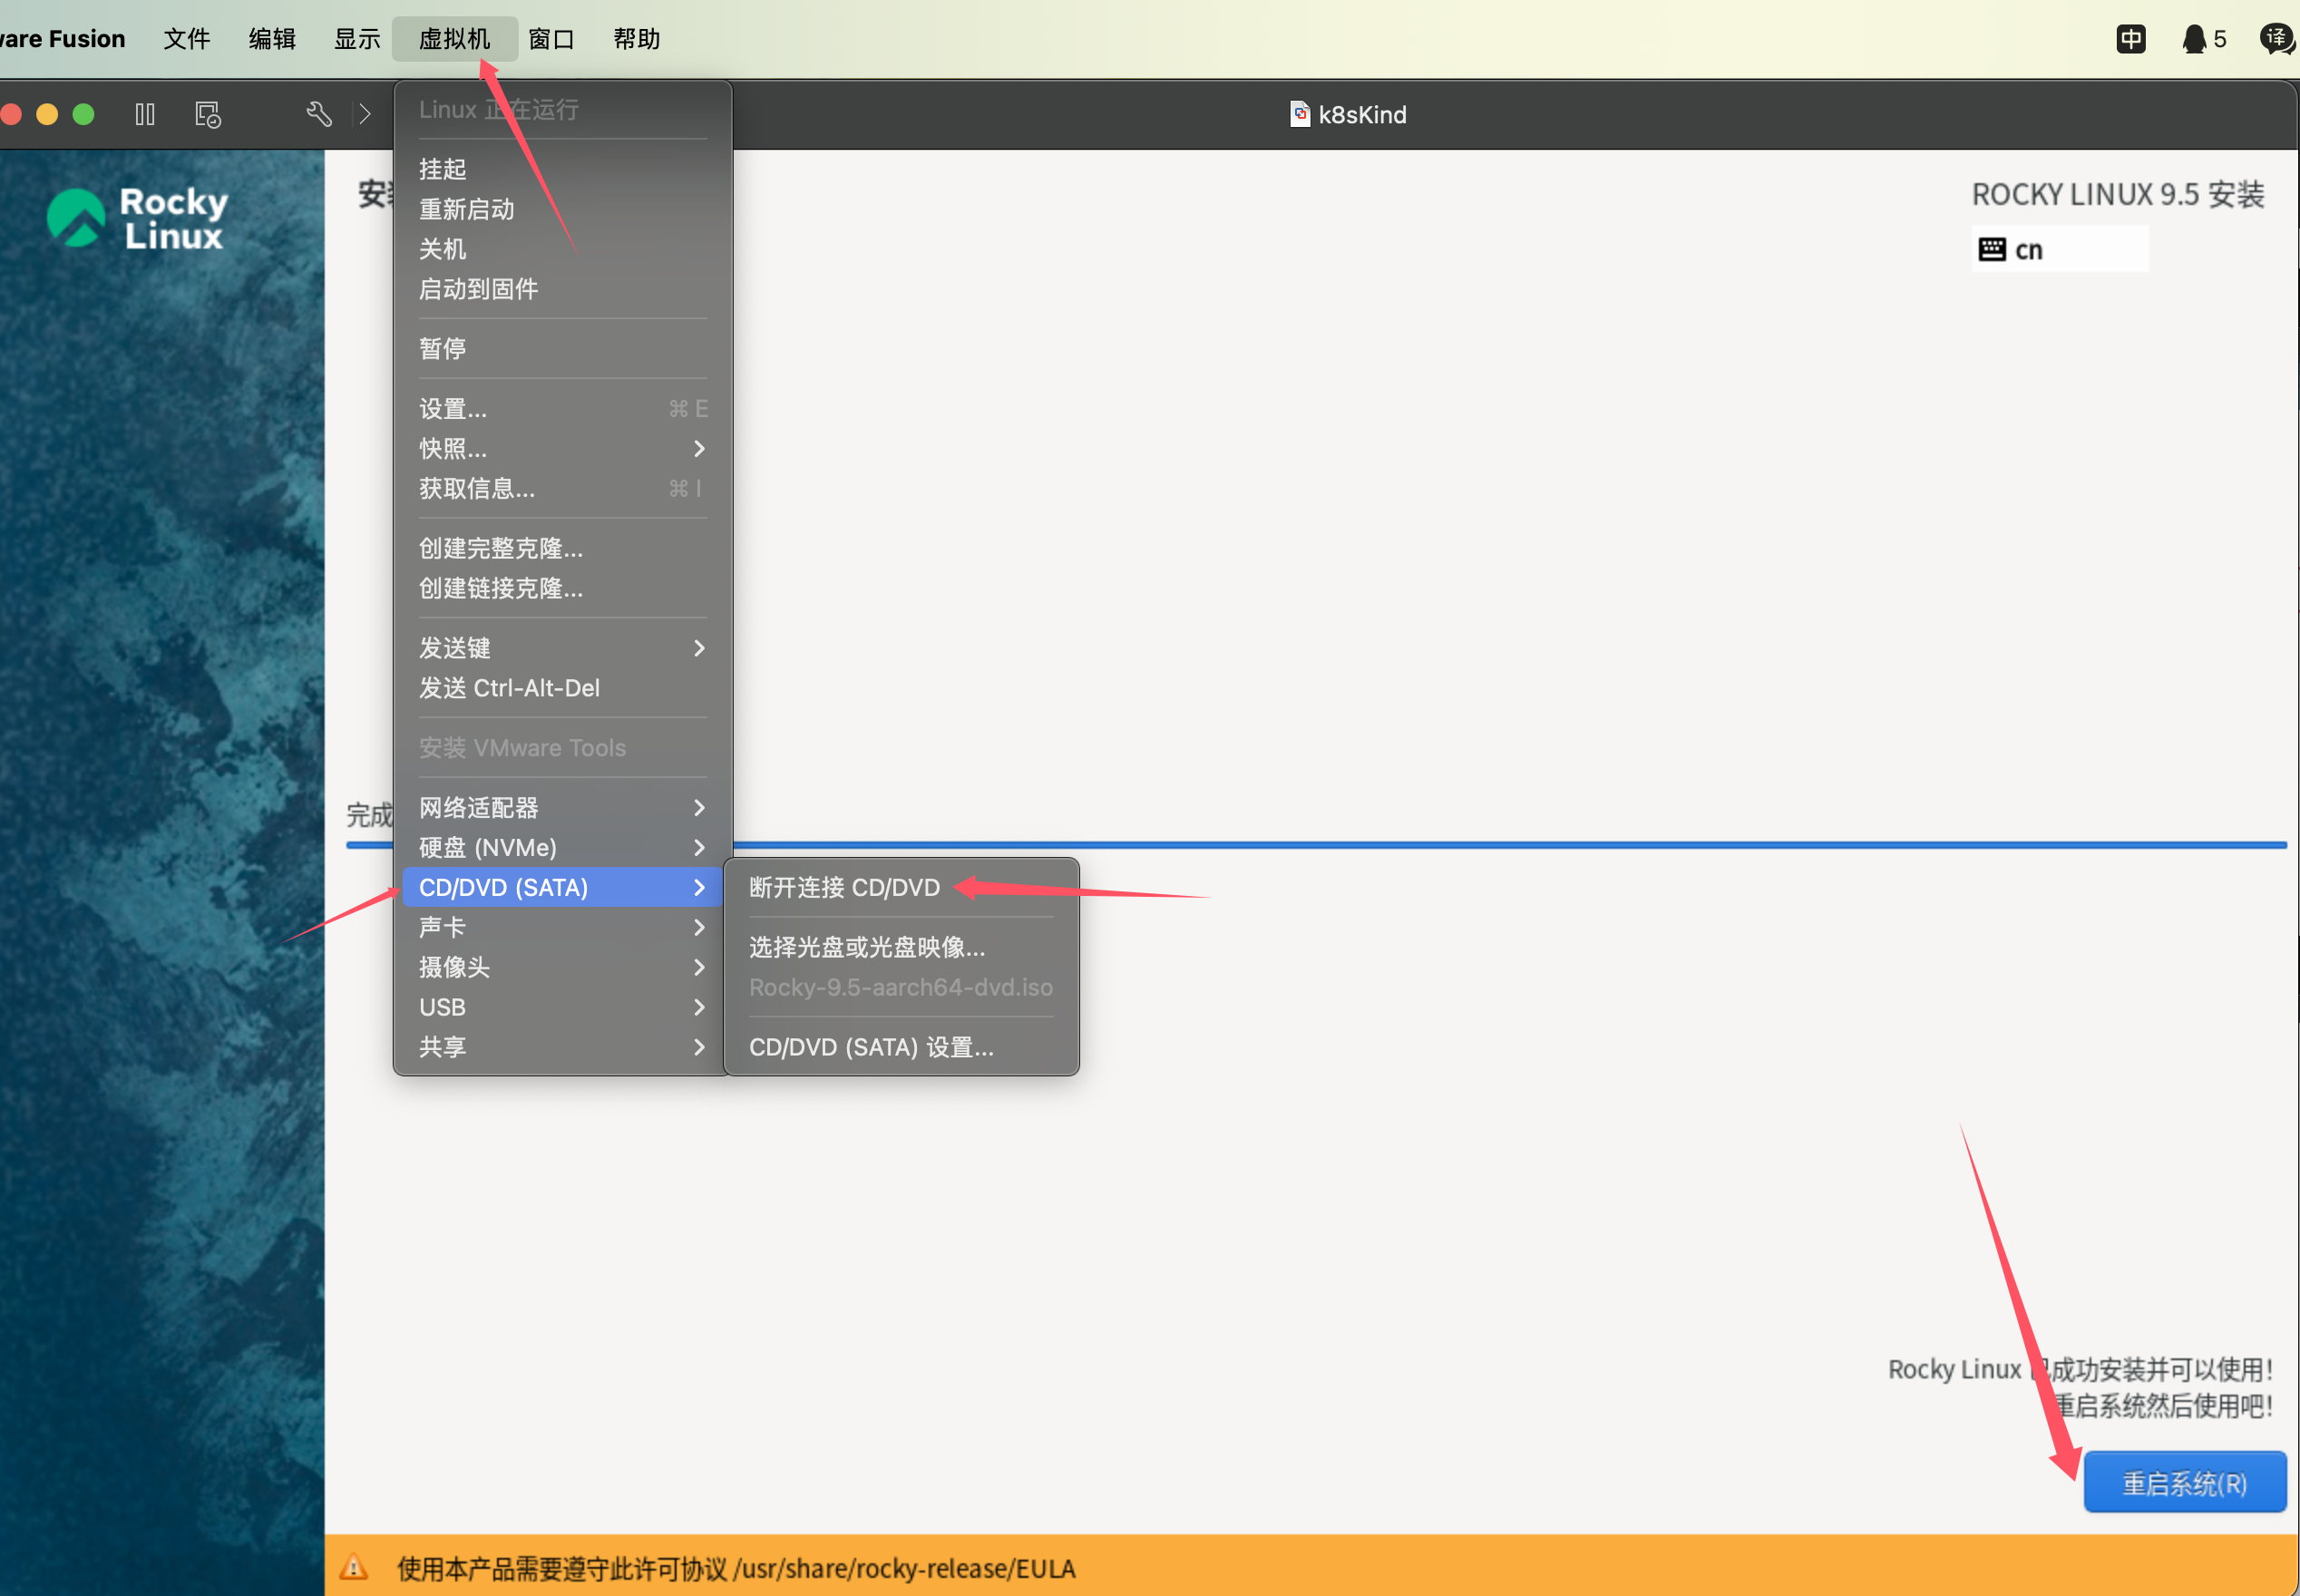 ware Fusion 文件 编辑 显示 虚拟机 窗口 帮助 中 5 译
k8sKind
Linux 正在运行
挂起
重新启动
关机
启动到固件
暂停
设置... ⌘ E
快照...
获取信息... ⌘ I
创建完整克隆...
创建链接克隆...
发送键
发送 Ctrl-Alt-Del
安装 VMware Tools
网络适配器
硬盘 (NVMe)
CD/DVD (SATA)
声卡
摄像头
USB
共享
断开连接 CD/DVD
选择光盘或光盘映像...
Rocky-9.5-aarch64-dvd.iso
CD/DVD (SATA) 设置...
Rocky
Linux
安装
ROCKY LINUX 9.5 安装
cn
完成
Rocky Linux 已成功安装并可以使用！
重启系统然后使用吧！
重启系统(R)
使用本产品需要遵守此许可协议 /usr/share/rocky-release/EULA